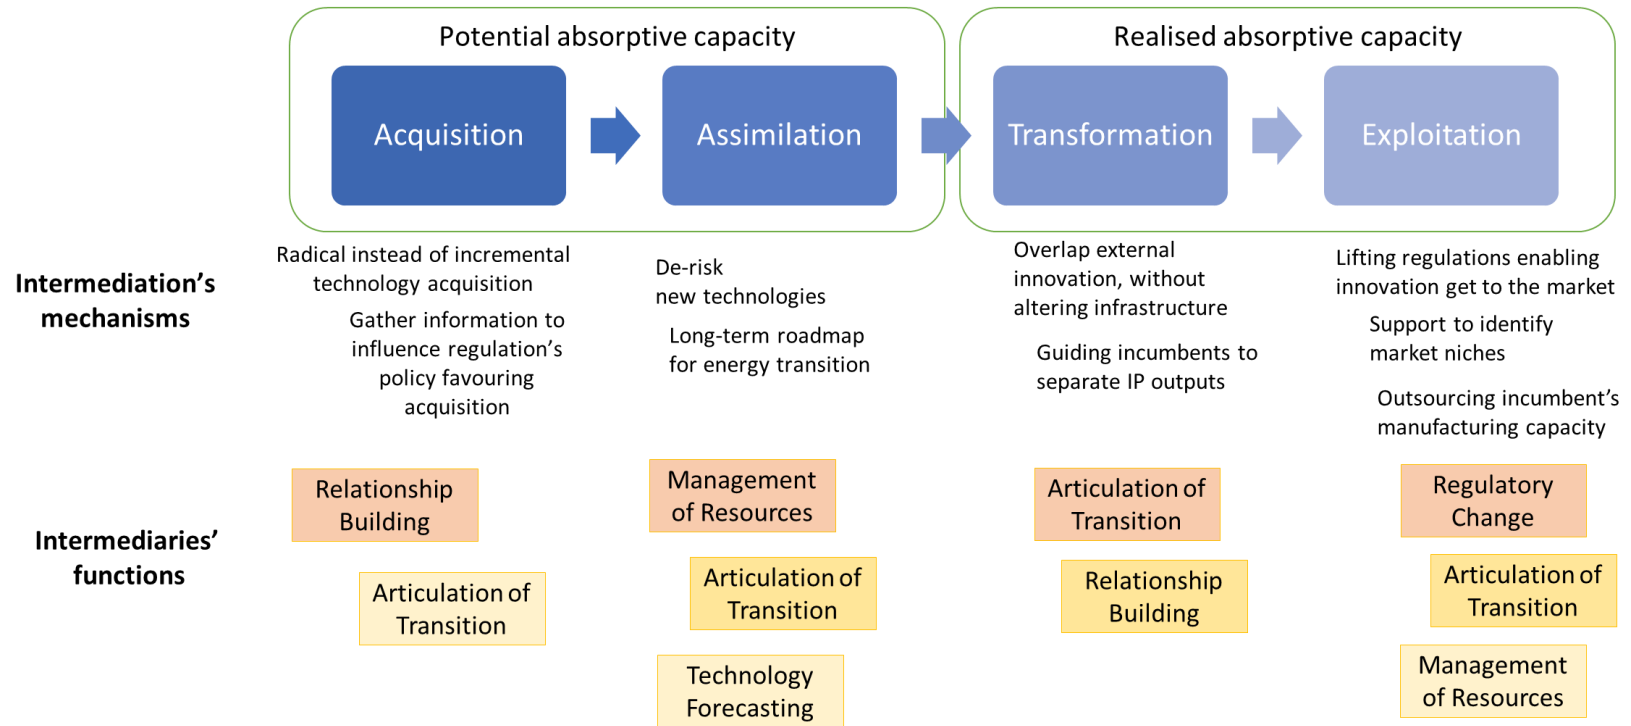 Potential absorptive capacity
Realised absorptive capacity
Acquisition
Assimilation
Transformation
Exploitation
Intermediation's
mechanisms
Radical instead of incremental
technology acquisition
Gather information to
influence regulation's
policy favouring
acquisition
De-risk
new technologies
Long-term roadmap
for energy transition
Overlap external
innovation, without
altering infrastructure
Guiding incumbents to
separate IP outputs
Lifting regulations enabling
innovation get to the market
Support to identify
market niches
Outsourcing incumbent's
manufacturing capacity
Intermediaries'
functions
Relationship
Building
Articulation of
Transition
Management
of Resources
Articulation of
Transition
Technology
Forecasting
Articulation of
Transition
Relationship
Building
Regulatory
Change
Articulation of
Transition
Management
of Resources